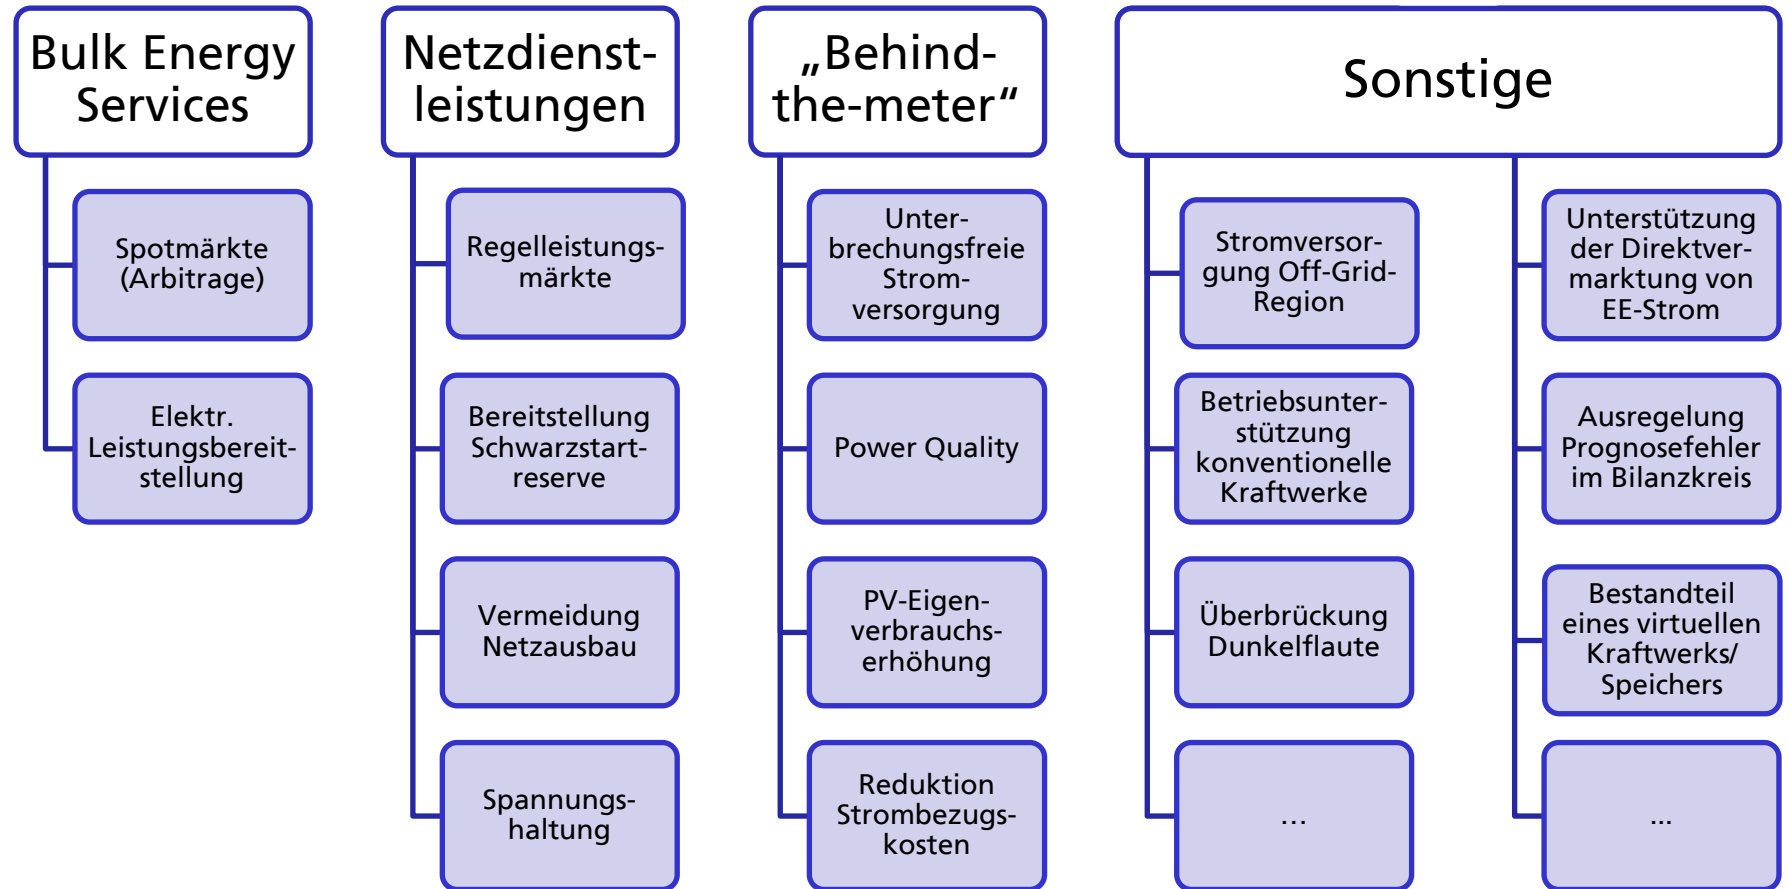 Bulk Energy
Services
Spotmärkte
(Arbitrage)
Elektr.
Leistungsbereit-
stellung
Netzdienst-
leistungen
Regelleistungs-
märkte
Bereitstellung
Schwarzstart-
reserve
Vermeidung
Netzausbau
Spannungs-
haltung
„Behind-
the-meter“
Unter-
brechungsfreie
Strom-
versorgung
Power Quality
PV-Eigen-
verbrauchs-
erhöhung
Reduktion
Strombezugs-
kosten
Sonstige
Stromversor-
gung Off-Grid-
Region
Betriebsunter-
stützung
konventionelle
Kraftwerke
Überbrückung
Dunkelflaute
…
Unterstützung
der Direktver-
marktung von
EE-Strom
Ausregelung
Prognosefehler
im Bilanzkreis
Bestandteil
eines virtuellen
Kraftwerks/
Speichers
...